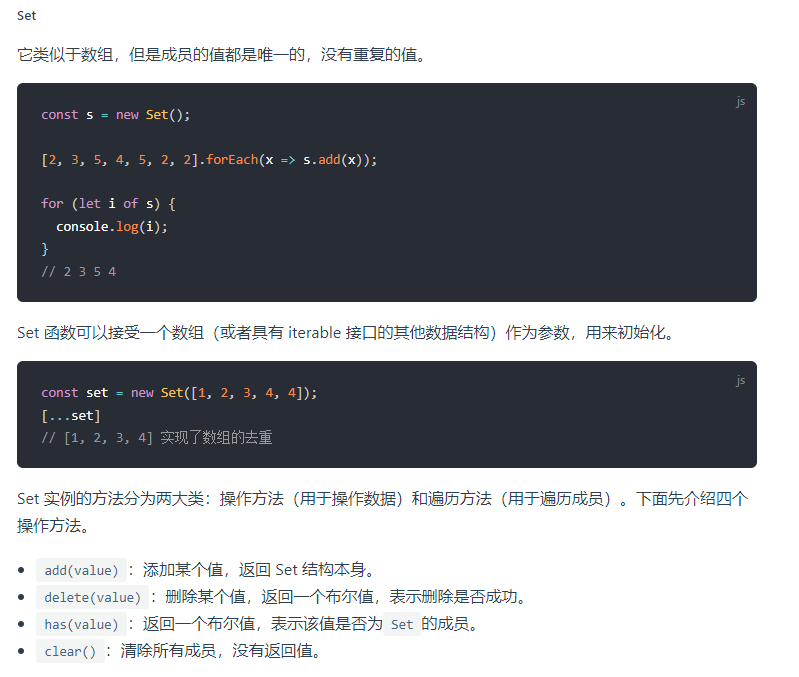 Set
它类似于数组，但是成员的值都是唯一的，没有重复的值。
js
const s = new Set();
[2, 3, 5, 4, 5, 2, 2].forEach(x => s.add(x));
for (let i of s) {
  console.log(i);
}
// 2 3 5 4
Set 函数可以接受一个数组（或者具有 iterable 接口的其他数据结构）作为参数，用来初始化。
js
const set = new Set([1, 2, 3, 4, 4]);
[...set]
// [1, 2, 3, 4] 实现了数组的去重
Set 实例的方法分为两大类：操作方法（用于操作数据）和遍历方法（用于遍历成员）。下面先介绍四个
操作方法。
• add(value) ：添加某个值，返回 Set 结构本身。
• delete(value) ：删除某个值，返回一个布尔值，表示删除是否成功。
• has(value) ：返回一个布尔值，表示该值是否为 Set 的成员。
• clear() ：清除所有成员，没有返回值。